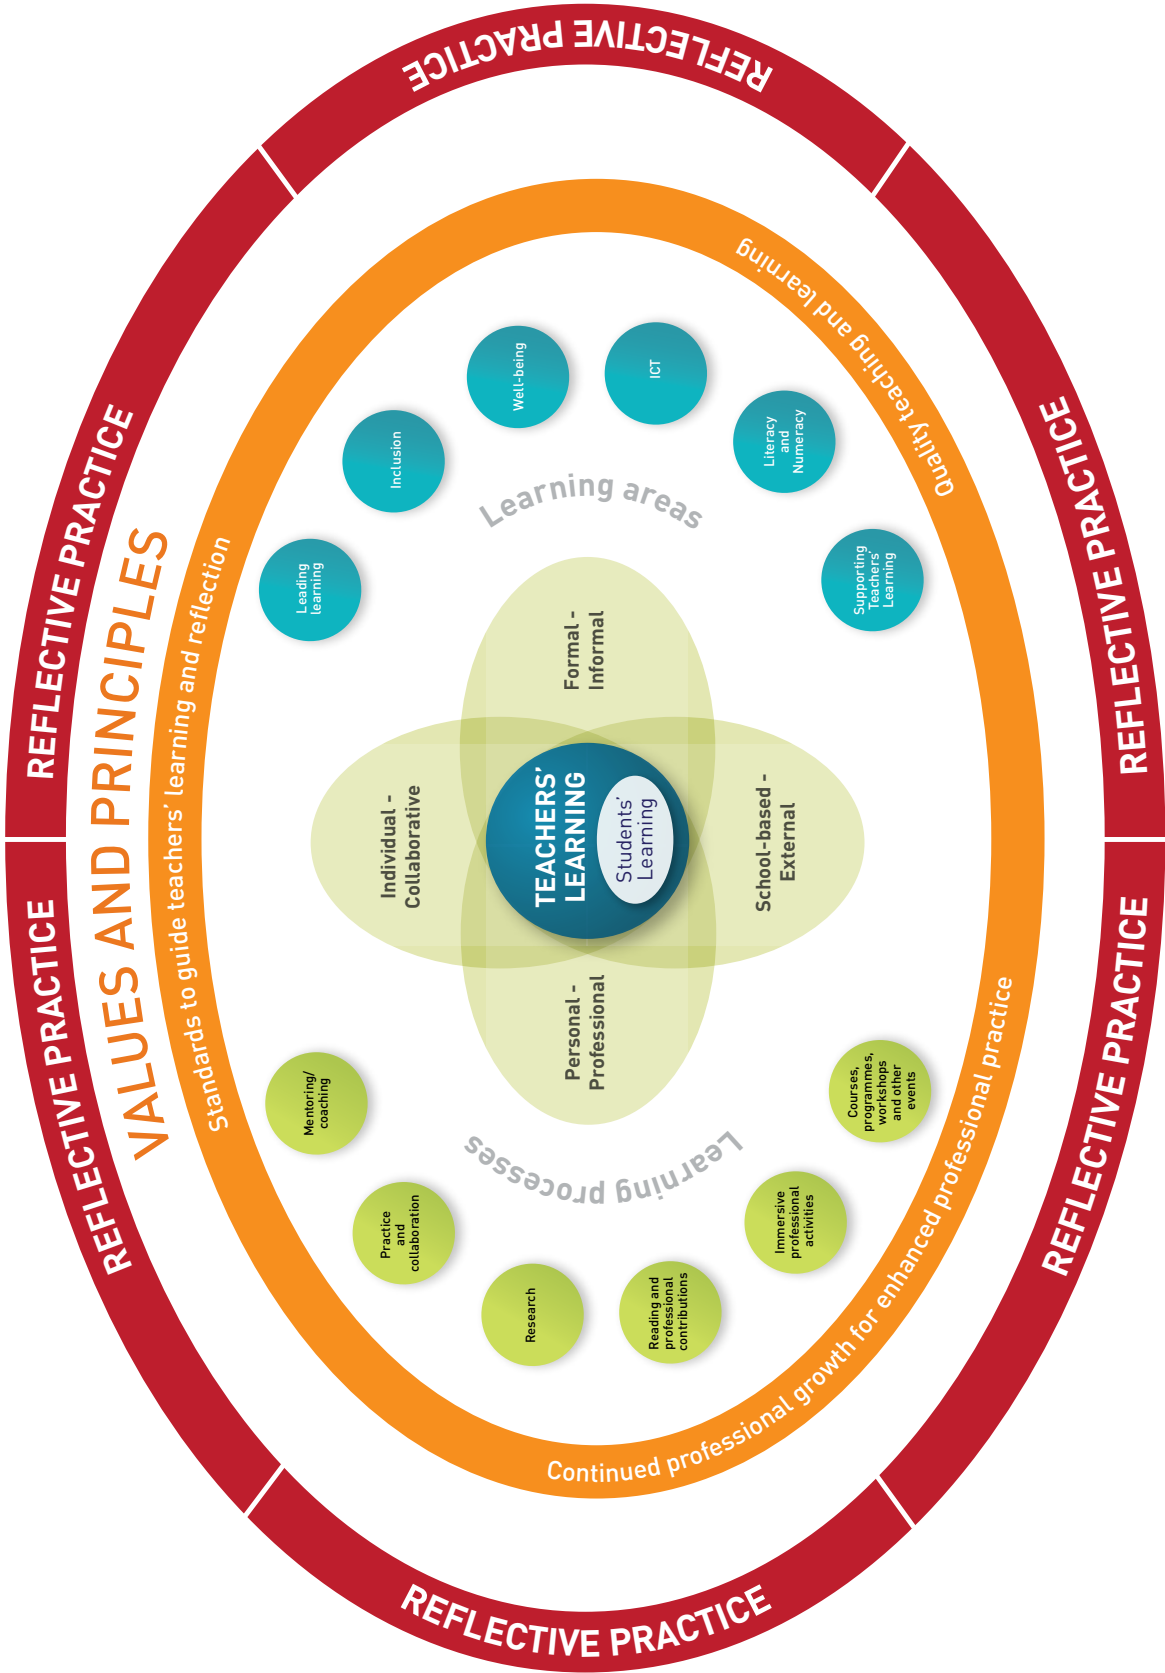 REFLECTIVE PRACTICE
REFLECTIVE PRACTICE
REFLECTIVE PRACTICE
REFLECTIVE PRACTICE
REFLECTIVE PRACTICE
REFLECTIVE PRACTICE
VALUES AND PRINCIPLES
Standards to guide teachers' learning and reflection
Continued professional growth for enhanced professional practice
Quality teaching and learning
Learning processes
Mentoring/
coaching
Practice
and
collaboration
Research
Reading and
professional
contributions
Immersive
professional
activities
Courses,
programmes,
workshops
and other
events
Individual -
Collaborative
Personal -
Professional
TEACHERS'
LEARNING
Students'
Learning
Formal -
Informal
School-based -
External
Learning areas
Leading
learning
Inclusion
Well-being
ICT
Literacy
and
Numeracy
Supporting
Teachers'
Learning